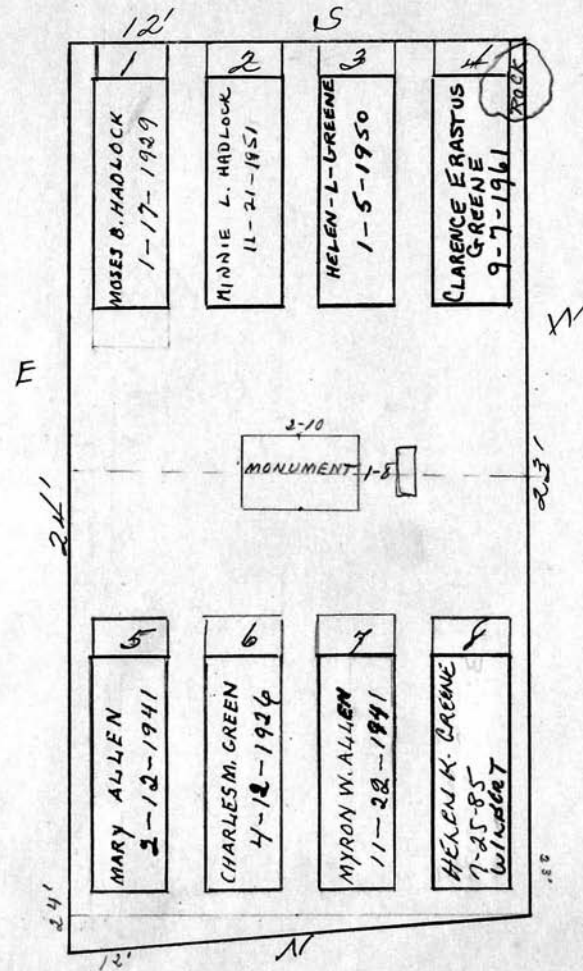 12' S
1
MOSES B. HADLOCK
1-17-1929
2
MINNIE L. HADLOCK
11-21-1951
3
HELEN-L-GREENE
1-5-1950
4
CLARENCE ERASTUS
GREENE
9-7-1961
ROCK
E
W
2-10
MONUMENT
1-8
24'
23'
5
MARY ALLEN
2-12-1941
6
CHARLES M. GREEN
4-12-1926
7
MYRON W. ALLEN
11-22-1941
8
HELEN K. GREENE
7-25-85
24'
12'
N